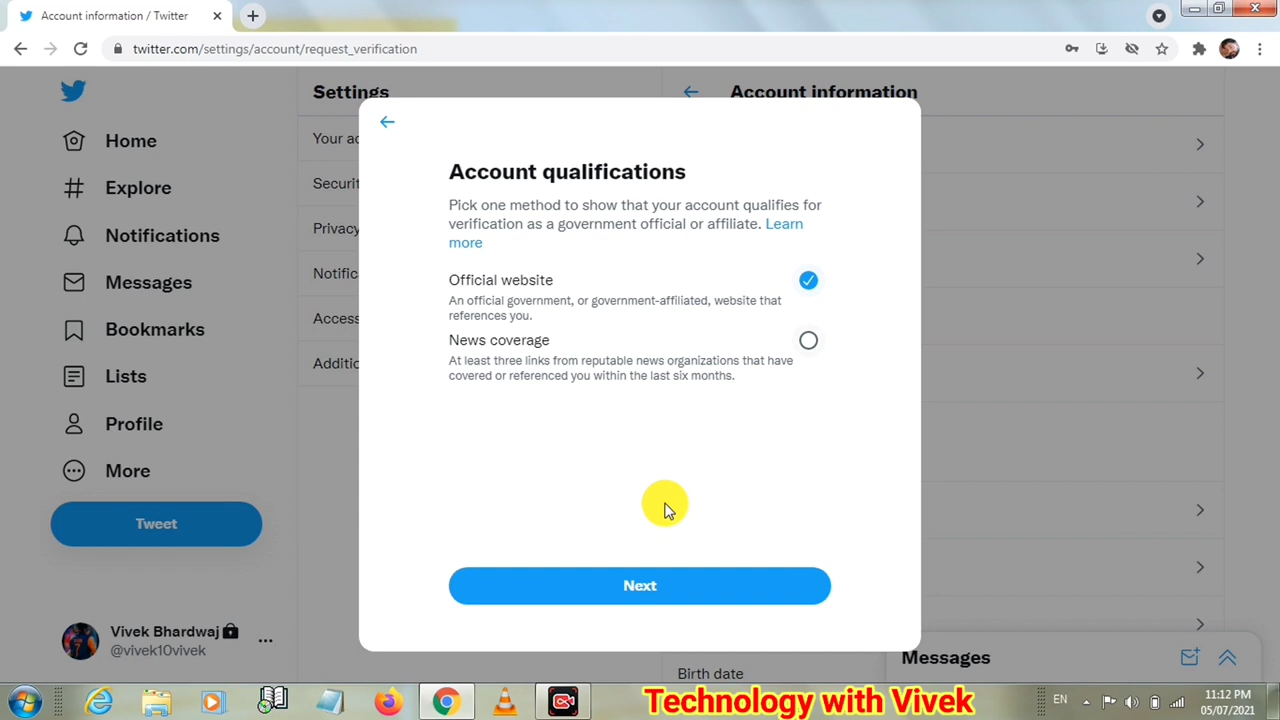 Account information / Twitter
twitter.com/settings/account/request_verification
Home
Explore
Notifications
Messages
Bookmarks
Lists
Profile
More
Tweet
Vivek Bhardwaj
@vivek10vivek
Settings
Your ac
Securit
Privacy
Notific
Access
Additio
Account information
Account qualifications
Pick one method to show that your account qualifies for
verification as a government official or affiliate. Learn
more
Official website
An official government, or government-affiliated, website that
references you.
News coverage
At least three links from reputable news organizations that have
covered or referenced you within the last six months.
Next
Birth date
Messages
Technology with Vivek
EN
11:12 PM
05/07/2021